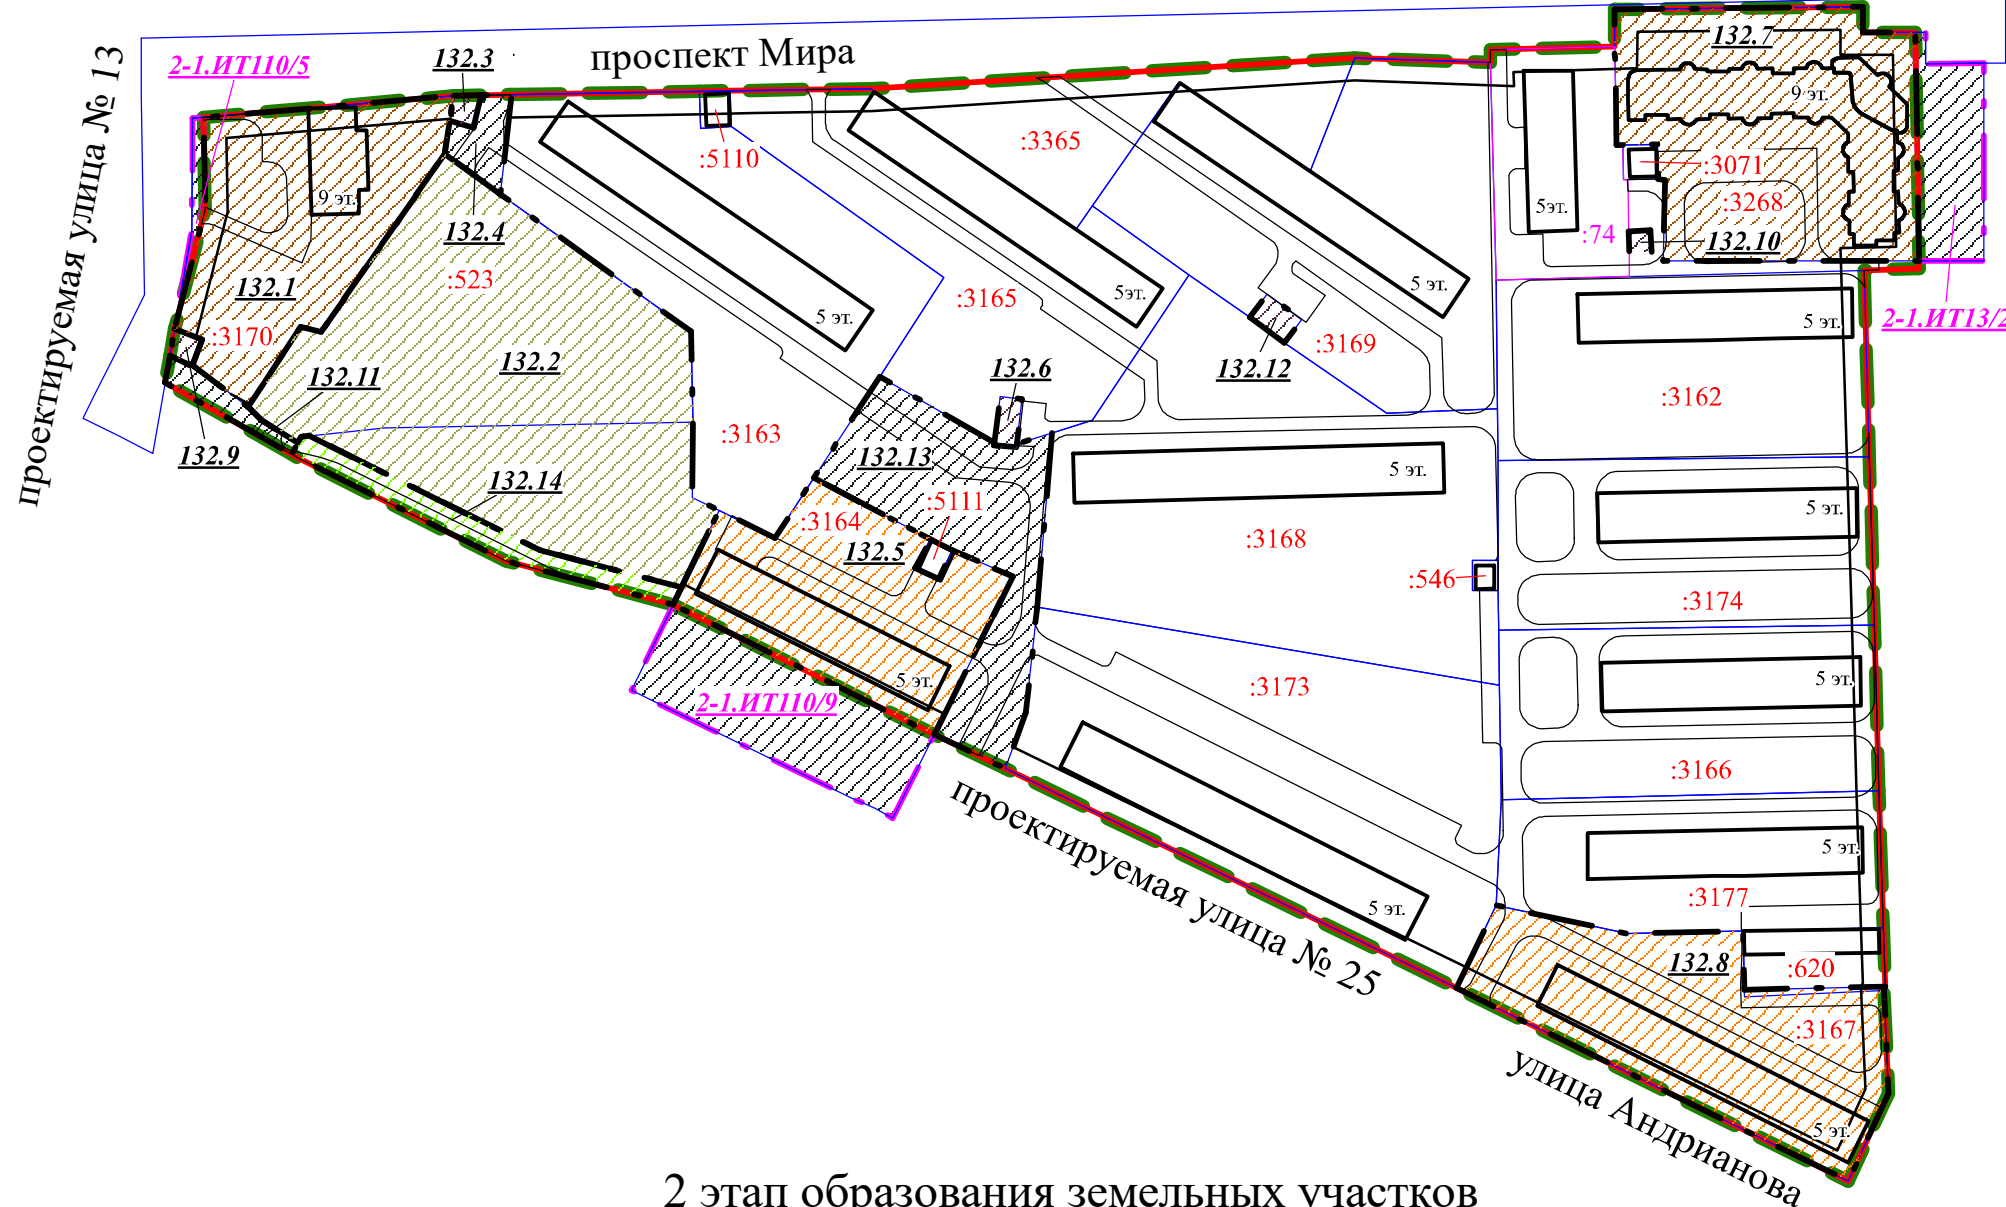 проспект Мира
проектируемая улица № 13
2-1.ИТ110/5
132.3
132.7
9 эт.
:5110
:3365
:3071
:3268
5эт.
:74
132.10
9 эт.
132.4
:523
132.1
:3170
:3165
5эт.
5 эт.
5 эт.
5 эт.
2-1.ИТ13/2
132.2
132.11
132.6
132.12
:3169
:3162
132.9
:3163
132.13
132.14
:5111
:3164
132.5
5 эт.
5 эт.
:3168
:546
:3174
5 эт.
2-1.ИТ110/9
:3173
5 эт.
:3166
проектируемая улица № 25
5 эт.
:3177
5 эт.
132.8
:620
:3167
5 эт.
улица Андрианова
2 этап образования земельных участков